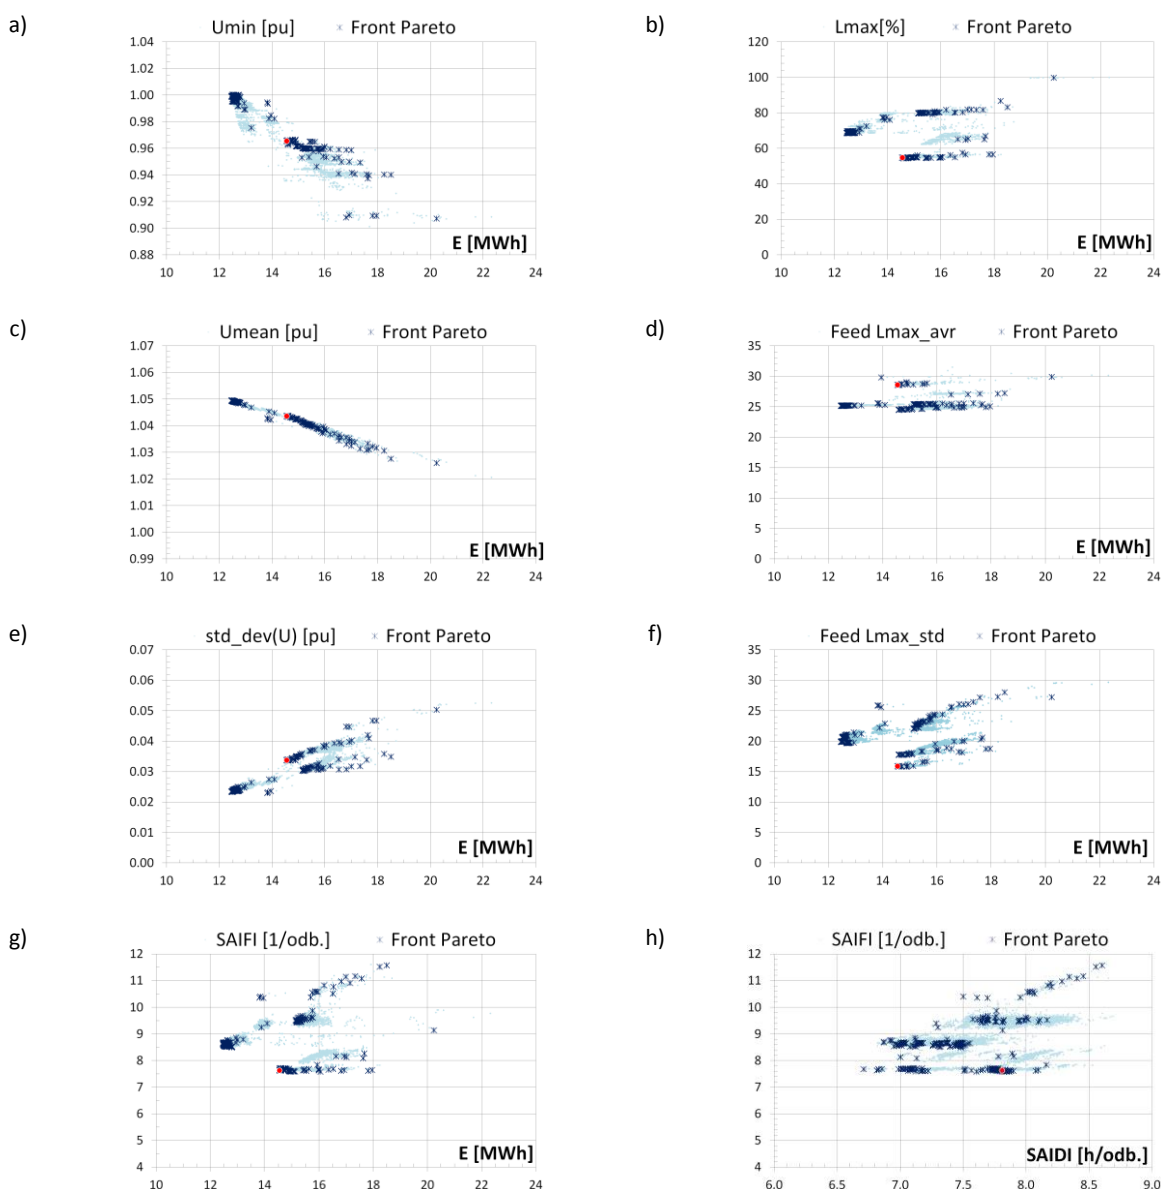 a)
Umin [pu] Front Pareto
1.04
1.02
1.00
0.98
0.96
0.94
0.92
0.90
0.88
E [MWh]
10 12 14 16 18 20 22 24
b)
Lmax[%] Front Pareto
120
100
80
60
40
20
0
E [MWh]
10 12 14 16 18 20 22 24
c)
Umean [pu] Front Pareto
1.07
1.06
1.05
1.04
1.03
1.02
1.01
1.00
0.99
E [MWh]
10 12 14 16 18 20 22 24
d)
Feed Lmax_avr Front Pareto
35
30
25
20
15
10
5
0
E [MWh]
10 12 14 16 18 20 22 24
e)
std_dev(U) [pu] Front Pareto
0.07
0.06
0.05
0.04
0.03
0.02
0.01
0.00
E [MWh]
10 12 14 16 18 20 22 24
f)
Feed Lmax_std Front Pareto
35
30
25
20
15
10
5
0
E [MWh]
10 12 14 16 18 20 22 24
g)
SAIFI [1/odb.] Front Pareto
12
11
10
9
8
7
6
5
4
E [MWh]
10 12 14 16 18 20 22 24
h)
SAIFI [1/odb.] Front Pareto
12
11
10
9
8
7
6
5
4
SAIDI [h/odb.]
6.0 7.0 7.5 8.0 8.5 9.0